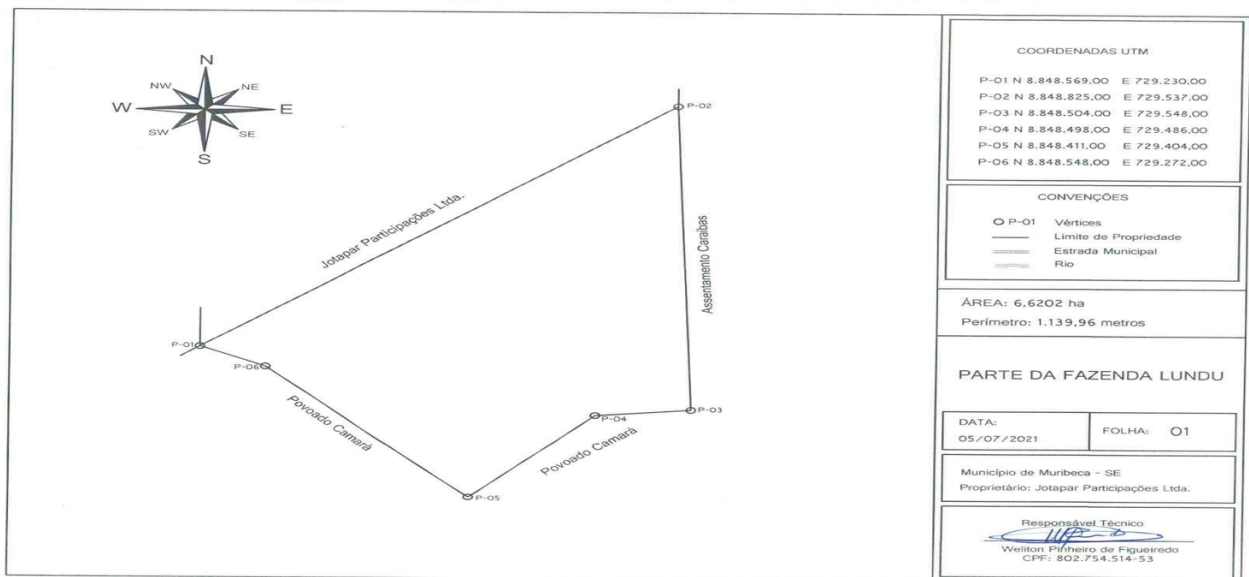 N
NW
NE
W
E
SW
SE
S
P-02
Jotapar Participações Ltda.
Assentamento Caraibas
P-01
P-06
Povoado Camará
P-04
P-03
Povoado Camará
P-05
COORDENADAS UTM
P-01 N 8.848.569,00 E 729.230,00
P-02 N 8.848.825,00 E 729.537,00
P-03 N 8.848.504,00 E 729.548,00
P-04 N 8.848.498,00 E 729.486,00
P-05 N 8.848.411,00 E 729.404,00
P-06 N 8.848.548,00 E 729.272,00
CONVENÇÕES
P-01 Vértices
Limite de Propriedade
Estrada Municipal
Rio
ÁREA: 6,6202 ha
Perímetro: 1.139,96 metros
PARTE DA FAZENDA LUNDU
DATA:
05/07/2021
FOLHA: 01
Município de Muribeca - SE
Proprietário: Jotapar Participações Ltda.
Responsável Técnico
Weliton Pinheiro de Figueiredo
CPF: 802.754.514-53